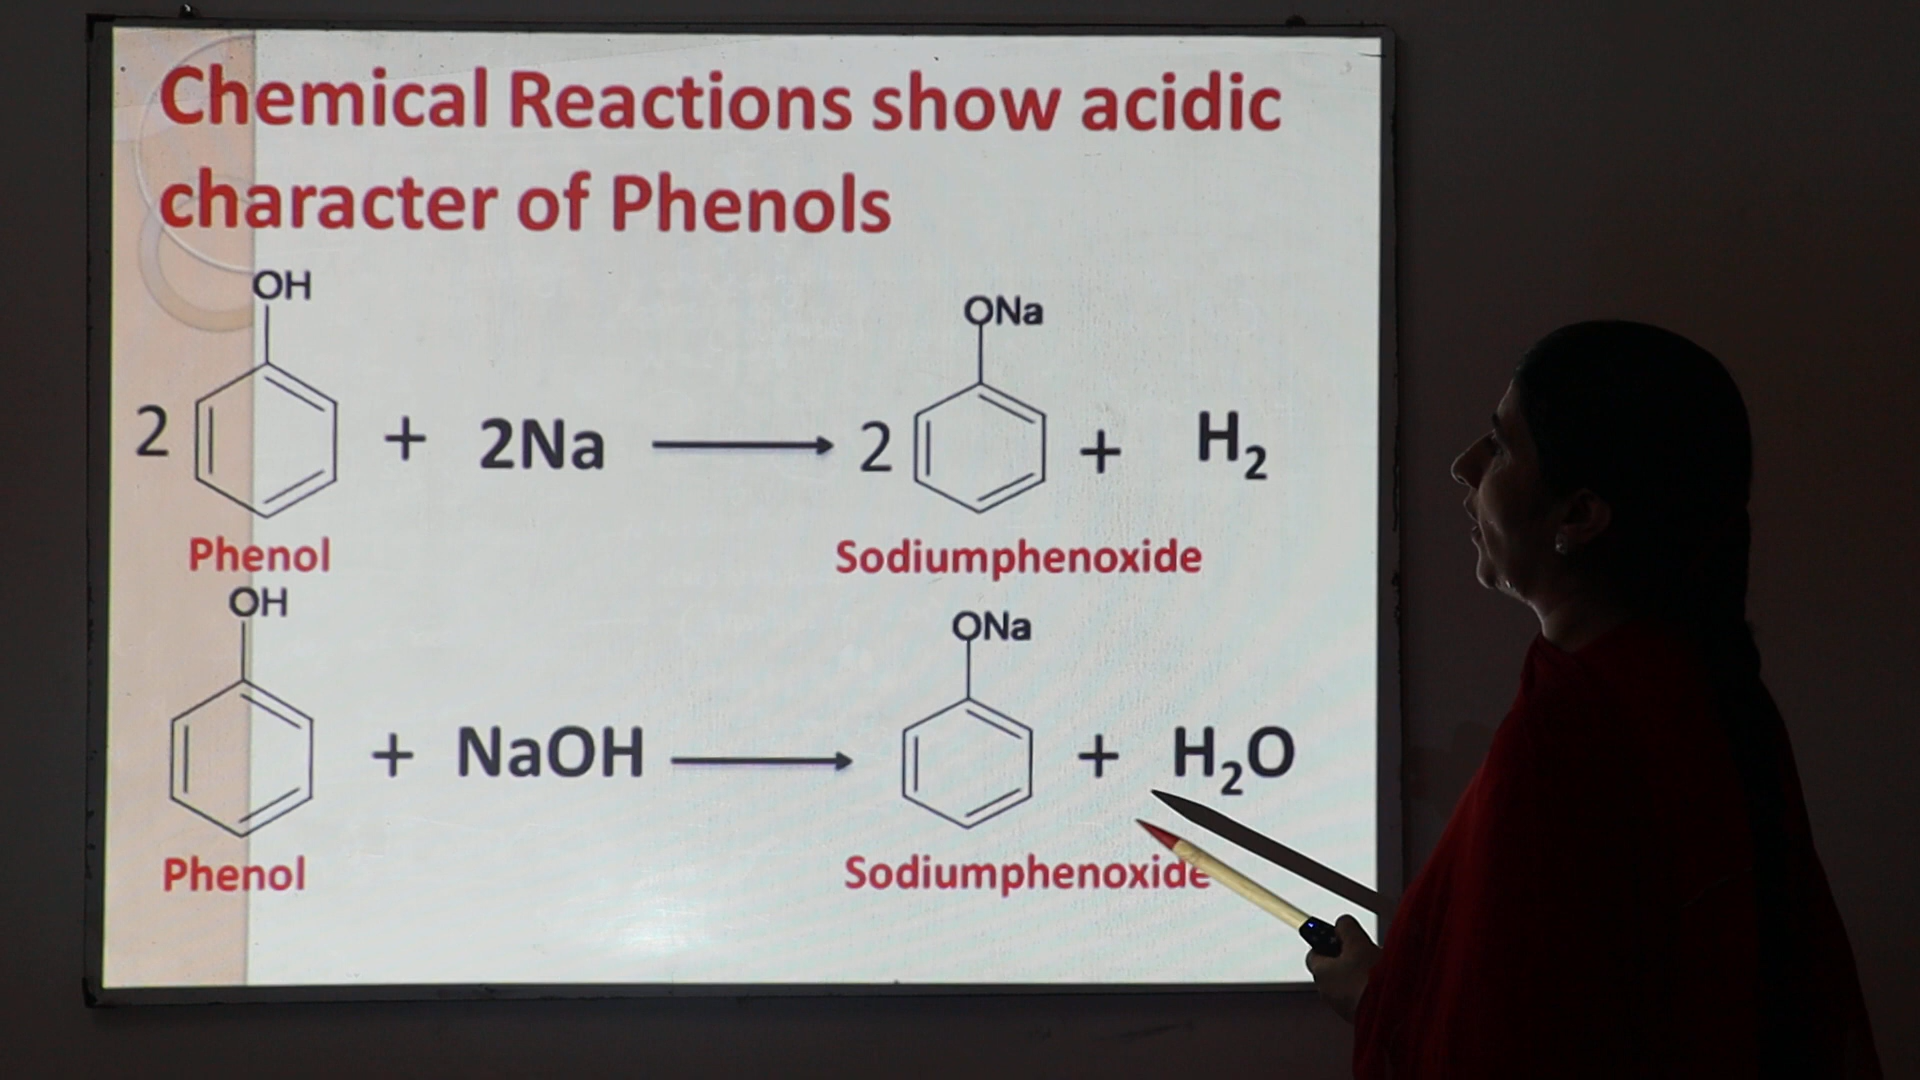 Chemical Reactions show acidic
character of Phenols
OH
ONa
2 + 2Na 2 + H₂
Phenol Sodiumphenoxide
OH
ONa
+ NaOH + H₂O
Phenol Sodiumphenoxide